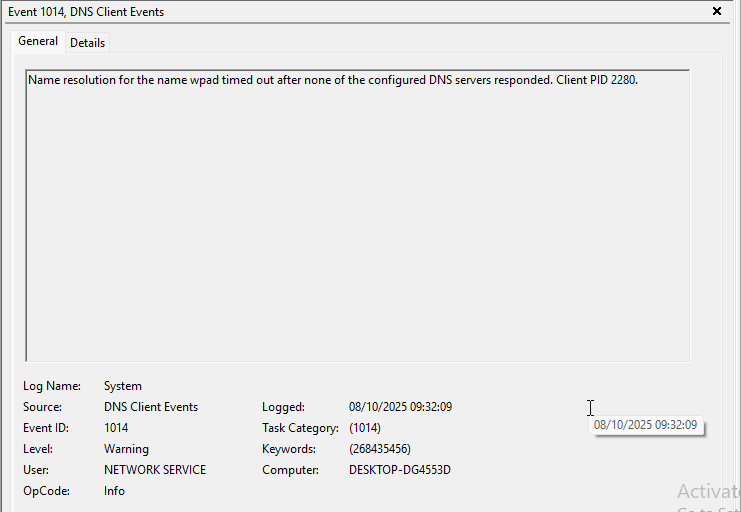 Event 1014, DNS Client Events
General
Details
Name resolution for the name wpad timed out after none of the configured DNS servers responded. Client PID 2280.
Log Name: System
Source: DNS Client Events Logged: 08/10/2025 09:32:09
Event ID: 1014 Task Category: (1014)
08/10/2025 09:32:09
Level: Warning Keywords: (268435456)
User: NETWORK SERVICE Computer: DESKTOP-DG4553D
OpCode: Info
Activat